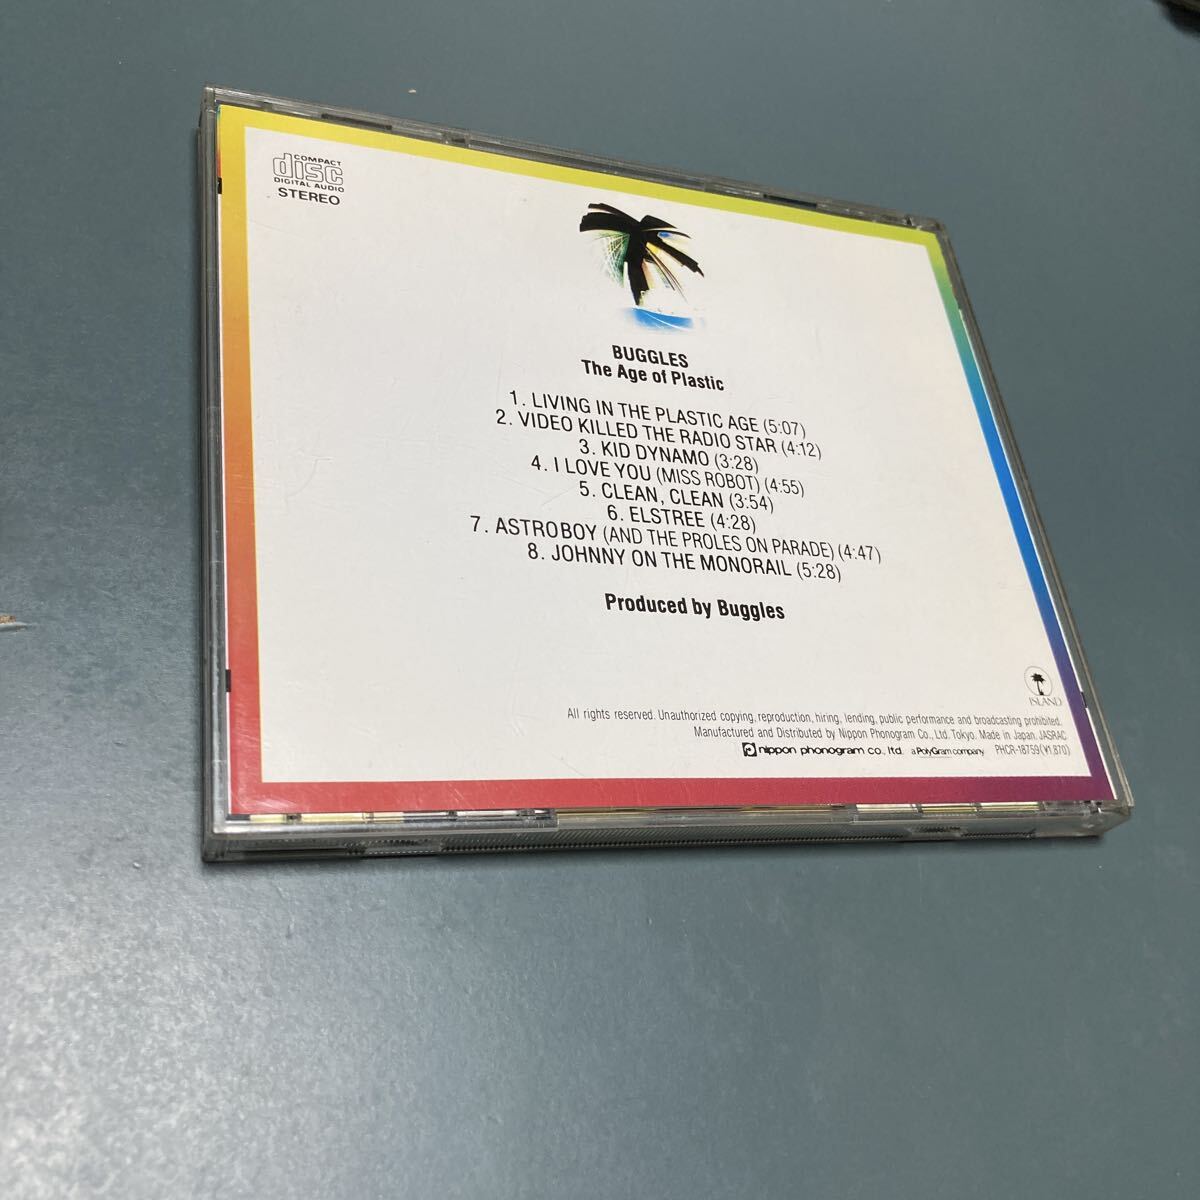 COMPACT
disc
DIGITAL AUDIO
STEREO
BUGGLES
The Age of Plastic
1. LIVING IN THE PLASTIC AGE (5:07)
2. VIDEO KILLED THE RADIO STAR (4:12)
3. KID DYNAMO (3:28)
4. I LOVE YOU (MISS ROBOT) (4:55)
5. CLEAN, CLEAN (3:54)
6. ELSTREE (4:28)
7. ASTROBOY (AND THE PROLES ON PARADE) (4:47)
8. JOHNNY ON THE MONORAIL (5:28)
Produced by Buggles
ISLAND
All rights reserved. Unauthorized copying, reproduction, hiring, lending, public performance and broadcasting prohibited.
Manufactured and Distributed by Nippon Phonogram Co., Ltd. Tokyo. Made in Japan. JASRAC
nippon phonogram co., ltd. a PolyGram company PHCR-18759 (¥1,870)